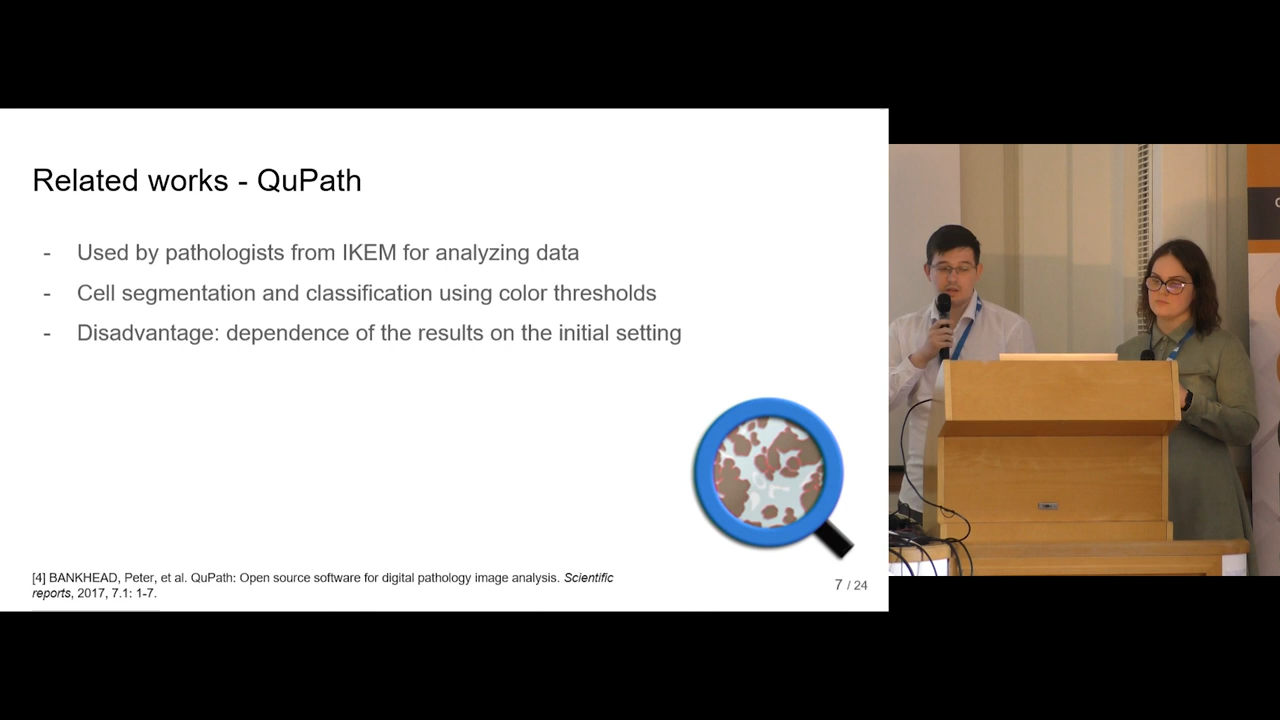 Related works - QuPath
- Used by pathologists from IKEM for analyzing data
- Cell segmentation and classification using color thresholds
- Disadvantage: dependence of the results on the initial setting
[4] BANKHEAD, Peter, et al. QuPath: Open source software for digital pathology image analysis. Scientific
reports, 2017, 7.1: 1-7.
7 / 24